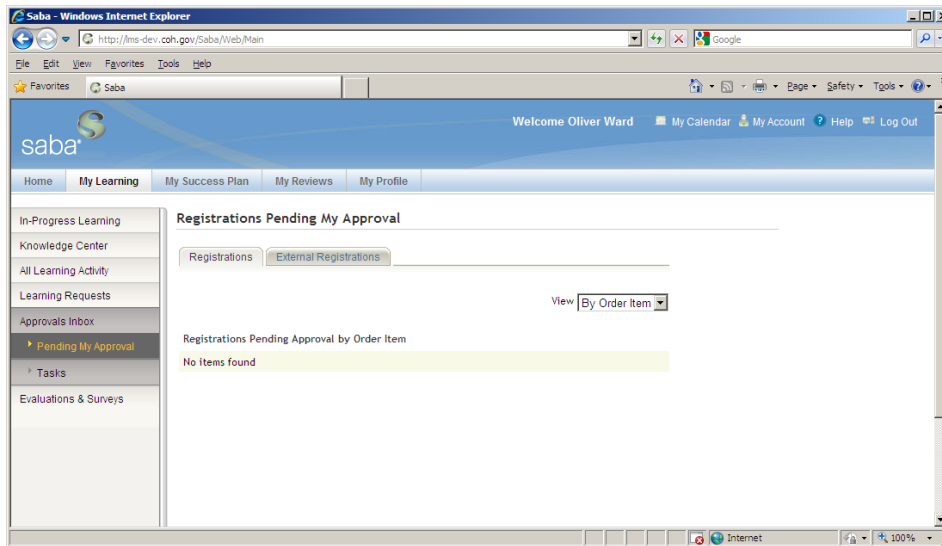 Saba - Windows Internet Explorer
http://lms-dev.coh.gov/Saba/Web/Main
Google
File Edit View Favorites Tools Help
Favorites Saba Page Safety Tools
saba
Welcome Oliver Ward My Calendar My Account Help Log Out
Home My Learning My Success Plan My Reviews My Profile
In-Progress Learning
Knowledge Center
All Learning Activity
Learning Requests
Approvals Inbox
Pending My Approval
Tasks
Evaluations & Surveys
Registrations Pending My Approval
Registrations External Registrations
View By Order Item
Registrations Pending Approval by Order Item
No items found
Internet 100%